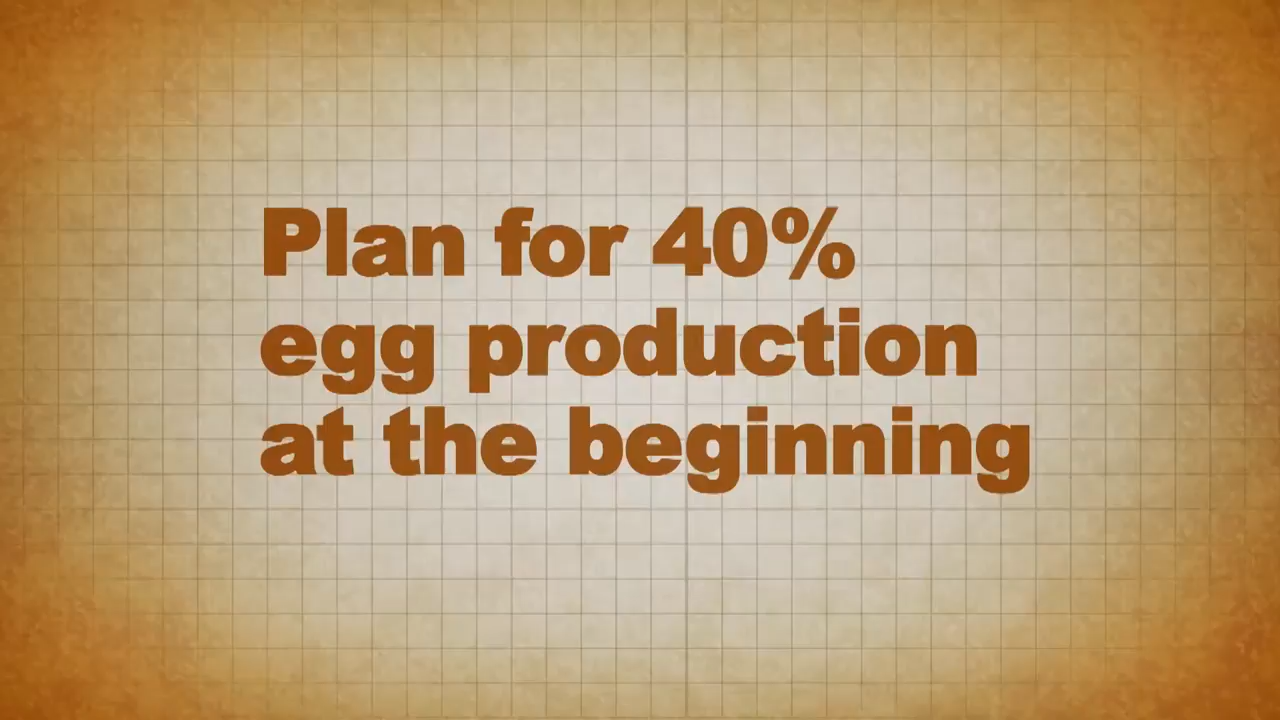 Plan for 40%
egg production
at the beginning